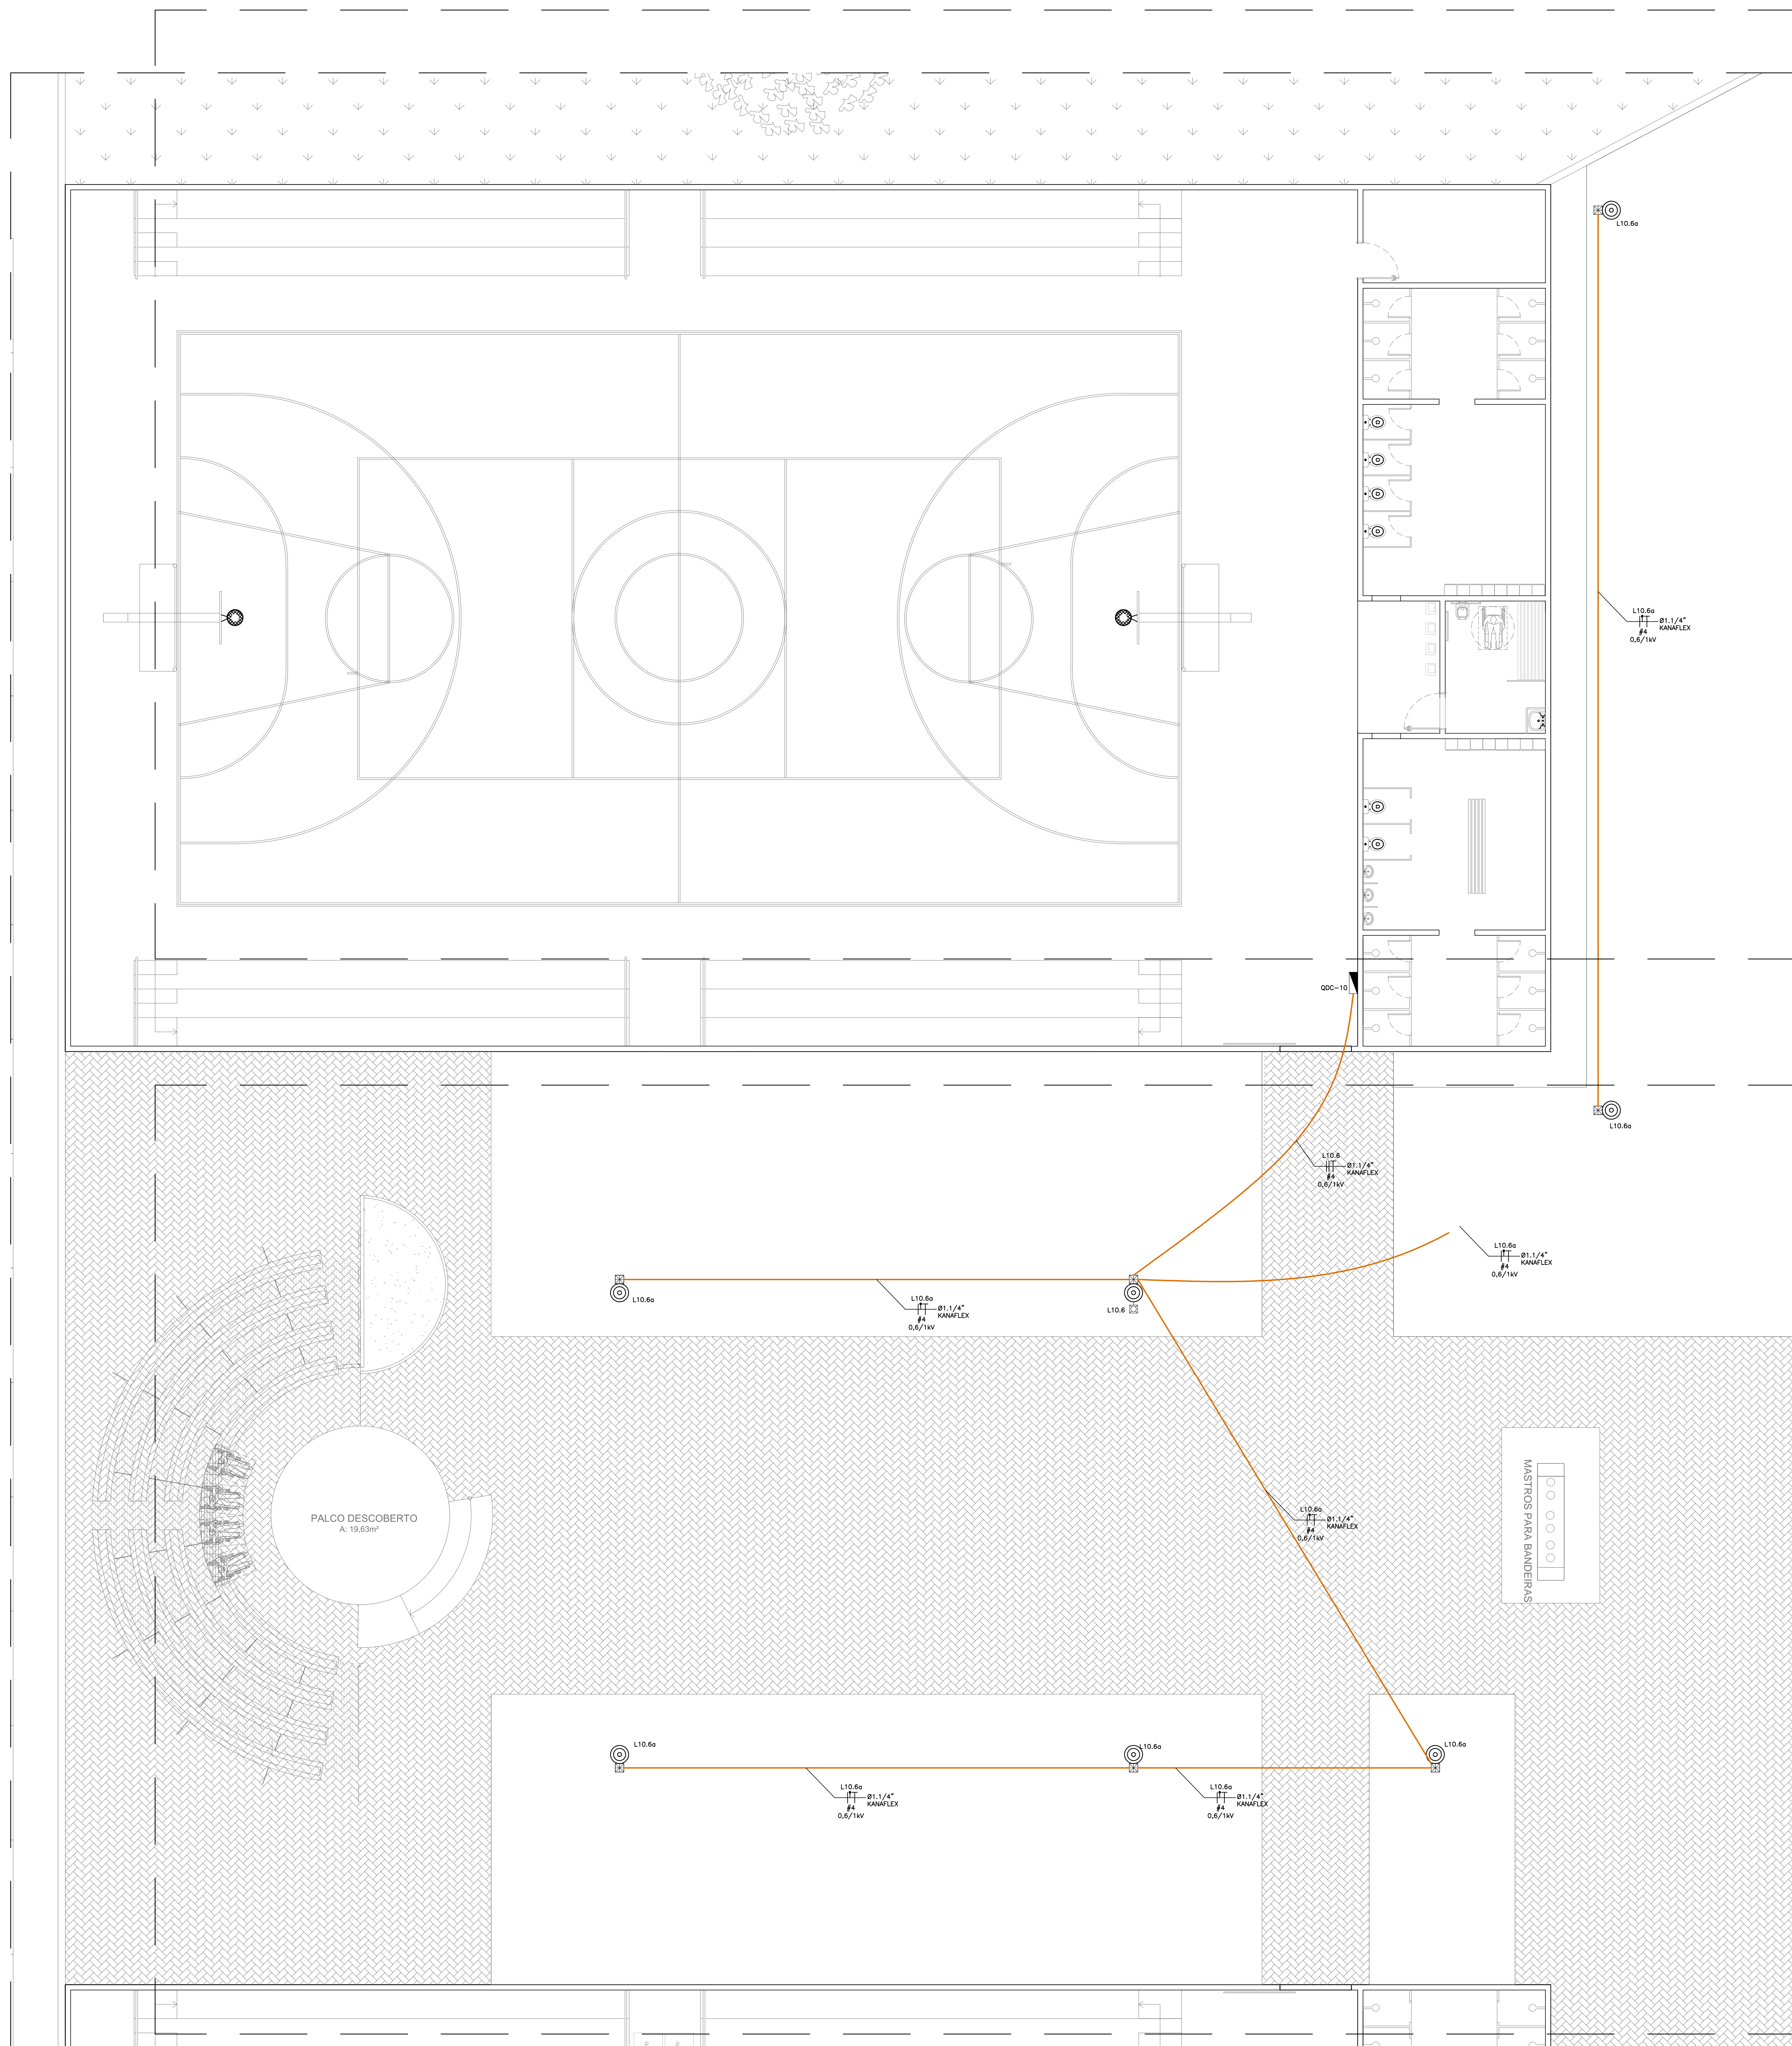 L10.6a
L10.6a
Ø1.1/4"
#4
KANAFLEX
0,6/1kV
QDC-10
L10.6a
L10.6
Ø1.1/4"
#4
KANAFLEX
0,6/1kV
L10.6a
Ø1.1/4"
#4
KANAFLEX
0,6/1kV
L10.6a
L10.6a
Ø1.1/4"
#4
KANAFLEX
0,6/1kV
L10.6
MASTROS PARA BANDEIRAS
PALCO DESCOBERTO
A: 19,63m²
L10.6a
Ø1.1/4"
#4
KANAFLEX
0,6/1kV
L10.6a
L10.6a
L10.6a
L10.6a
Ø1.1/4"
#4
KANAFLEX
0,6/1kV
L10.6a
Ø1.1/4"
#4
KANAFLEX
0,6/1kV